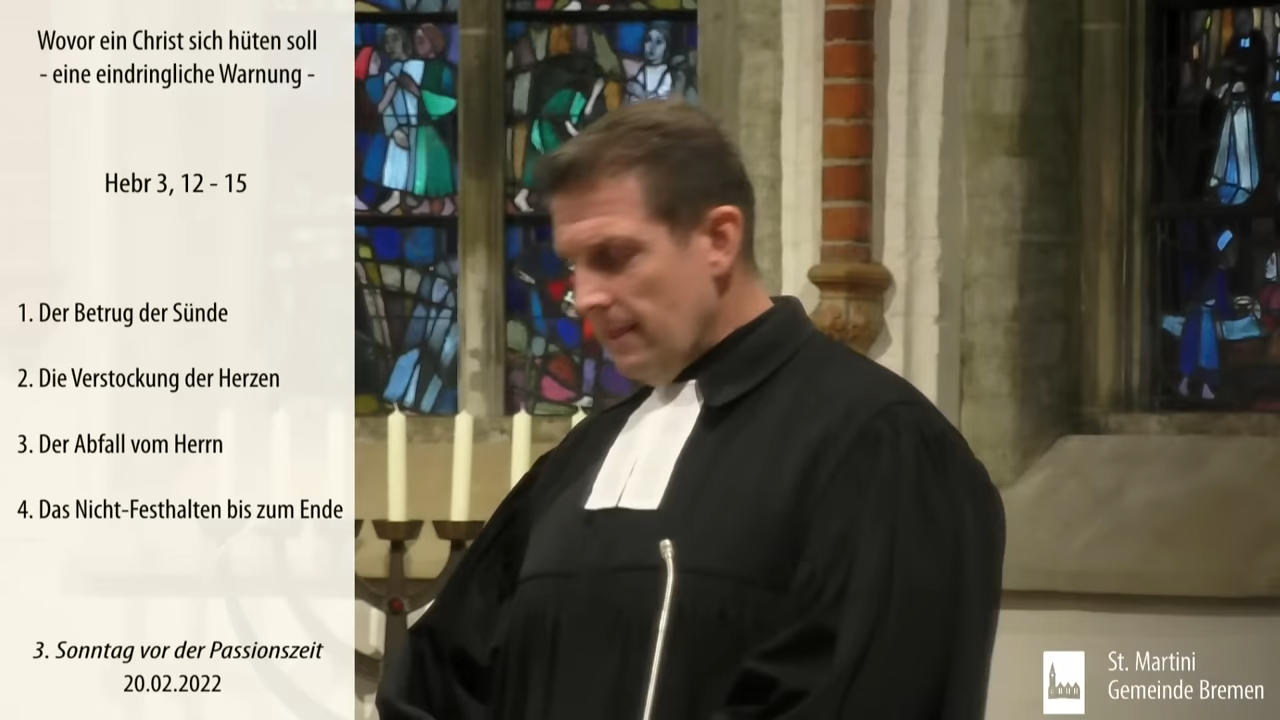 Wovor ein Christ sich hüten soll
- eine eindringliche Warnung -
Hebr 3, 12 - 15
1. Der Betrug der Sünde
2. Die Verstockung der Herzen
3. Der Abfall vom Herrn
4. Das Nicht-Festhalten bis zum Ende
3. Sonntag vor der Passionszeit
20.02.2022
St. Martini
Gemeinde Bremen